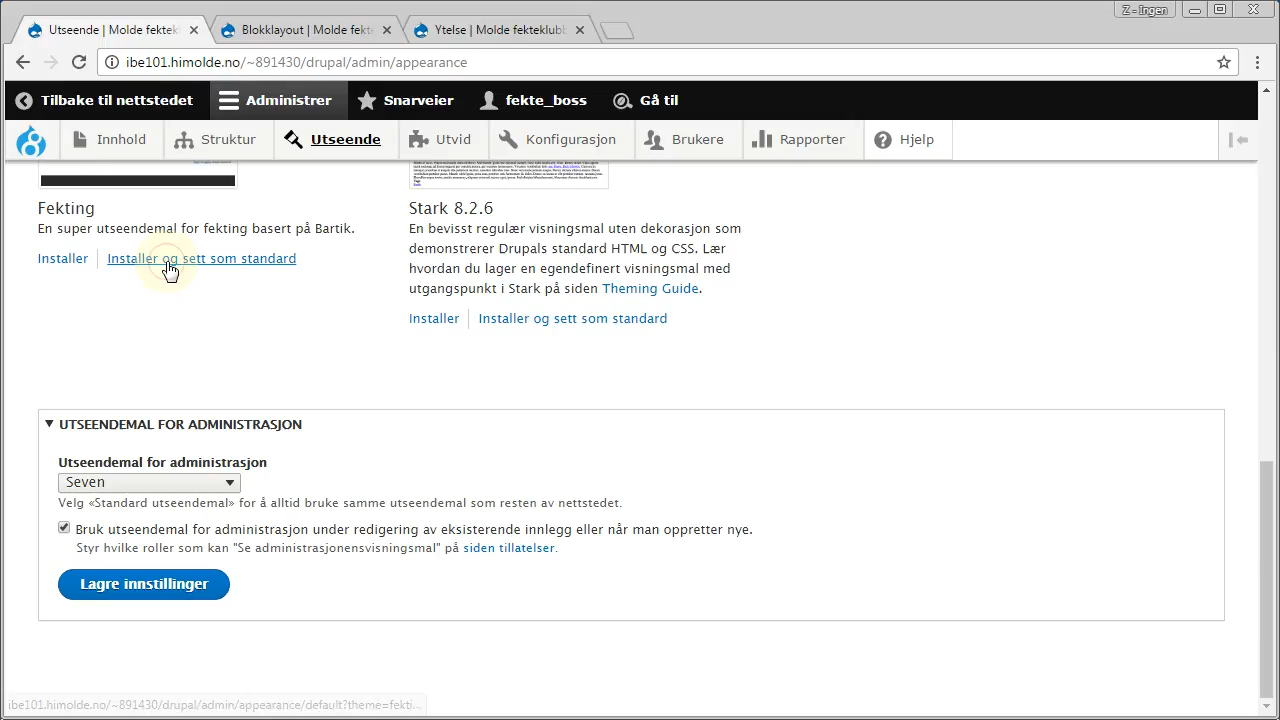 Z - Ingen
Utseende | Molde fektek
Blokklayout | Molde fekte
Ytelse | Molde fekteklubb
ibe101.himolde.no/~891430/drupal/admin/appearance
Tilbake til nettstedet
Administrer
Snarveier
fekte_boss
Gå til
Innhold
Struktur
Utseende
Utvid
Konfigurasjon
Brukere
Rapporter
Hjelp
Fekting
En super utseendemal for fekting basert på Bartik.
Installer
Installer og sett som standard
Stark 8.2.6
En bevisst regulær visningsmal uten dekorasjon som
demonstrerer Drupals standard HTML og CSS. Lær
hvordan du lager en egendefinert visningsmal med
utgangspunkt i Stark på siden Theming Guide.
Installer
Installer og sett som standard
UTSEENDEMAL FOR ADMINISTRASJON
Utseendemal for administrasjon
Seven
Velg «Standard utseendemal» for å alltid bruke samme utseendemal som resten av nettstedet.
Bruk utseendemal for administrasjon under redigering av eksisterende innlegg eller når man oppretter nye.
Styr hvilke roller som kan "Se administrasjonensvisningsmal" på siden tillatelser.
Lagre innstillinger
ibe101.himolde.no/~891430/drupal/admin/appearance/default?theme=fekti...